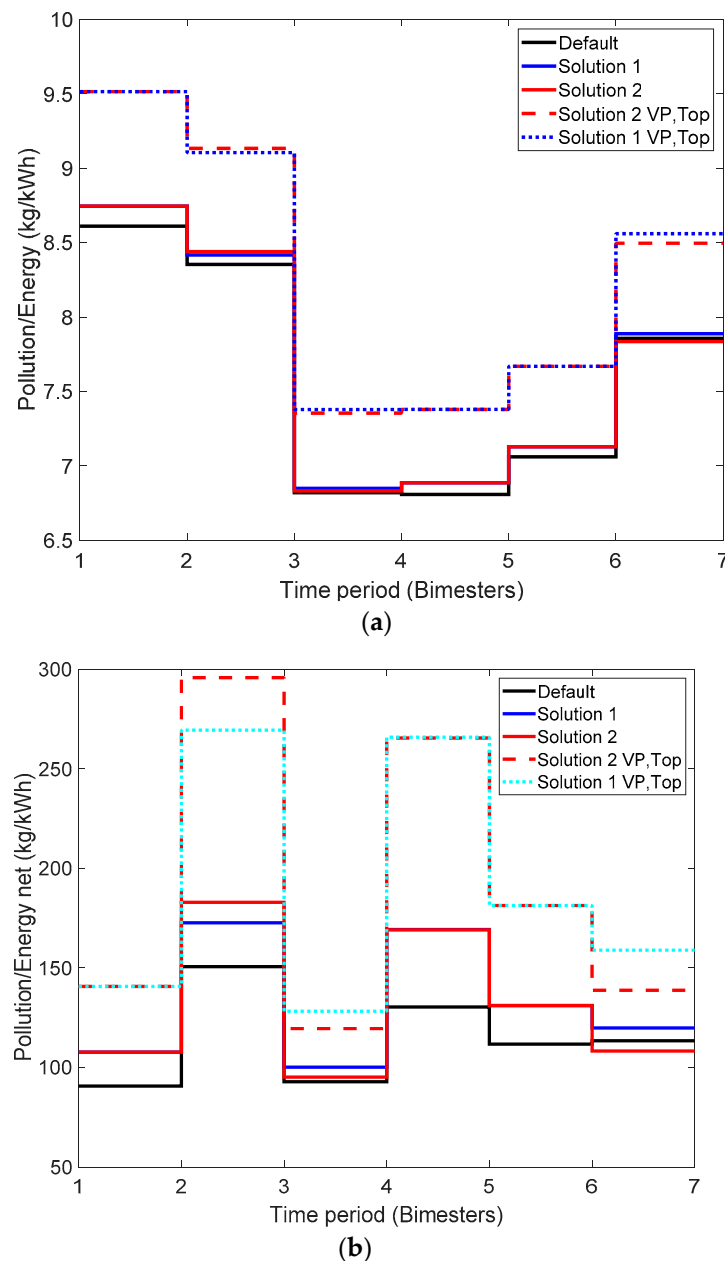 10
9.5
9
8.5
8
7.5
7
6.5
Pollution/Energy (kg/kWh)
Default
Solution 1
Solution 2
Solution 2 VP,Top
Solution 1 VP,Top
1 2 3 4 5 6 7
Time period (Bimesters)
(a)
300
250
200
150
100
50
Pollution/Energy net (kg/kWh)
Default
Solution 1
Solution 2
Solution 2 VP,Top
Solution 1 VP,Top
1 2 3 4 5 6 7
Time period (Bimesters)
(b)